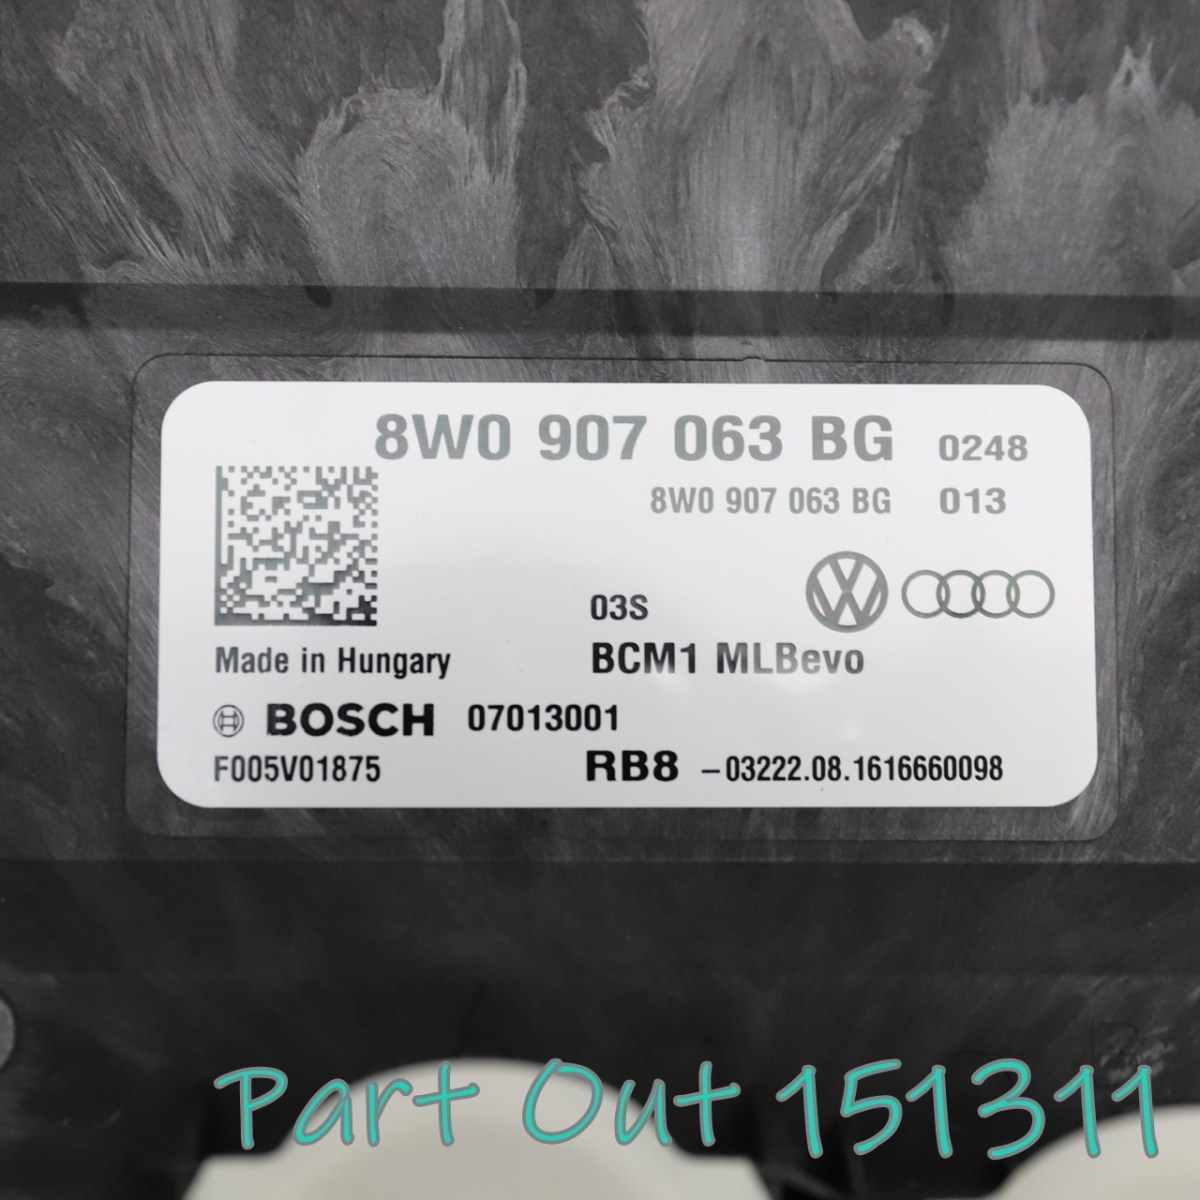 8W0 907 063 BG 0248
8W0 907 063 BG 013
03S
Made in Hungary BCM1 MLBevo
BOSCH 07013001
F005V01875 RB8 –03222.08.1616660098
Part Out 151311